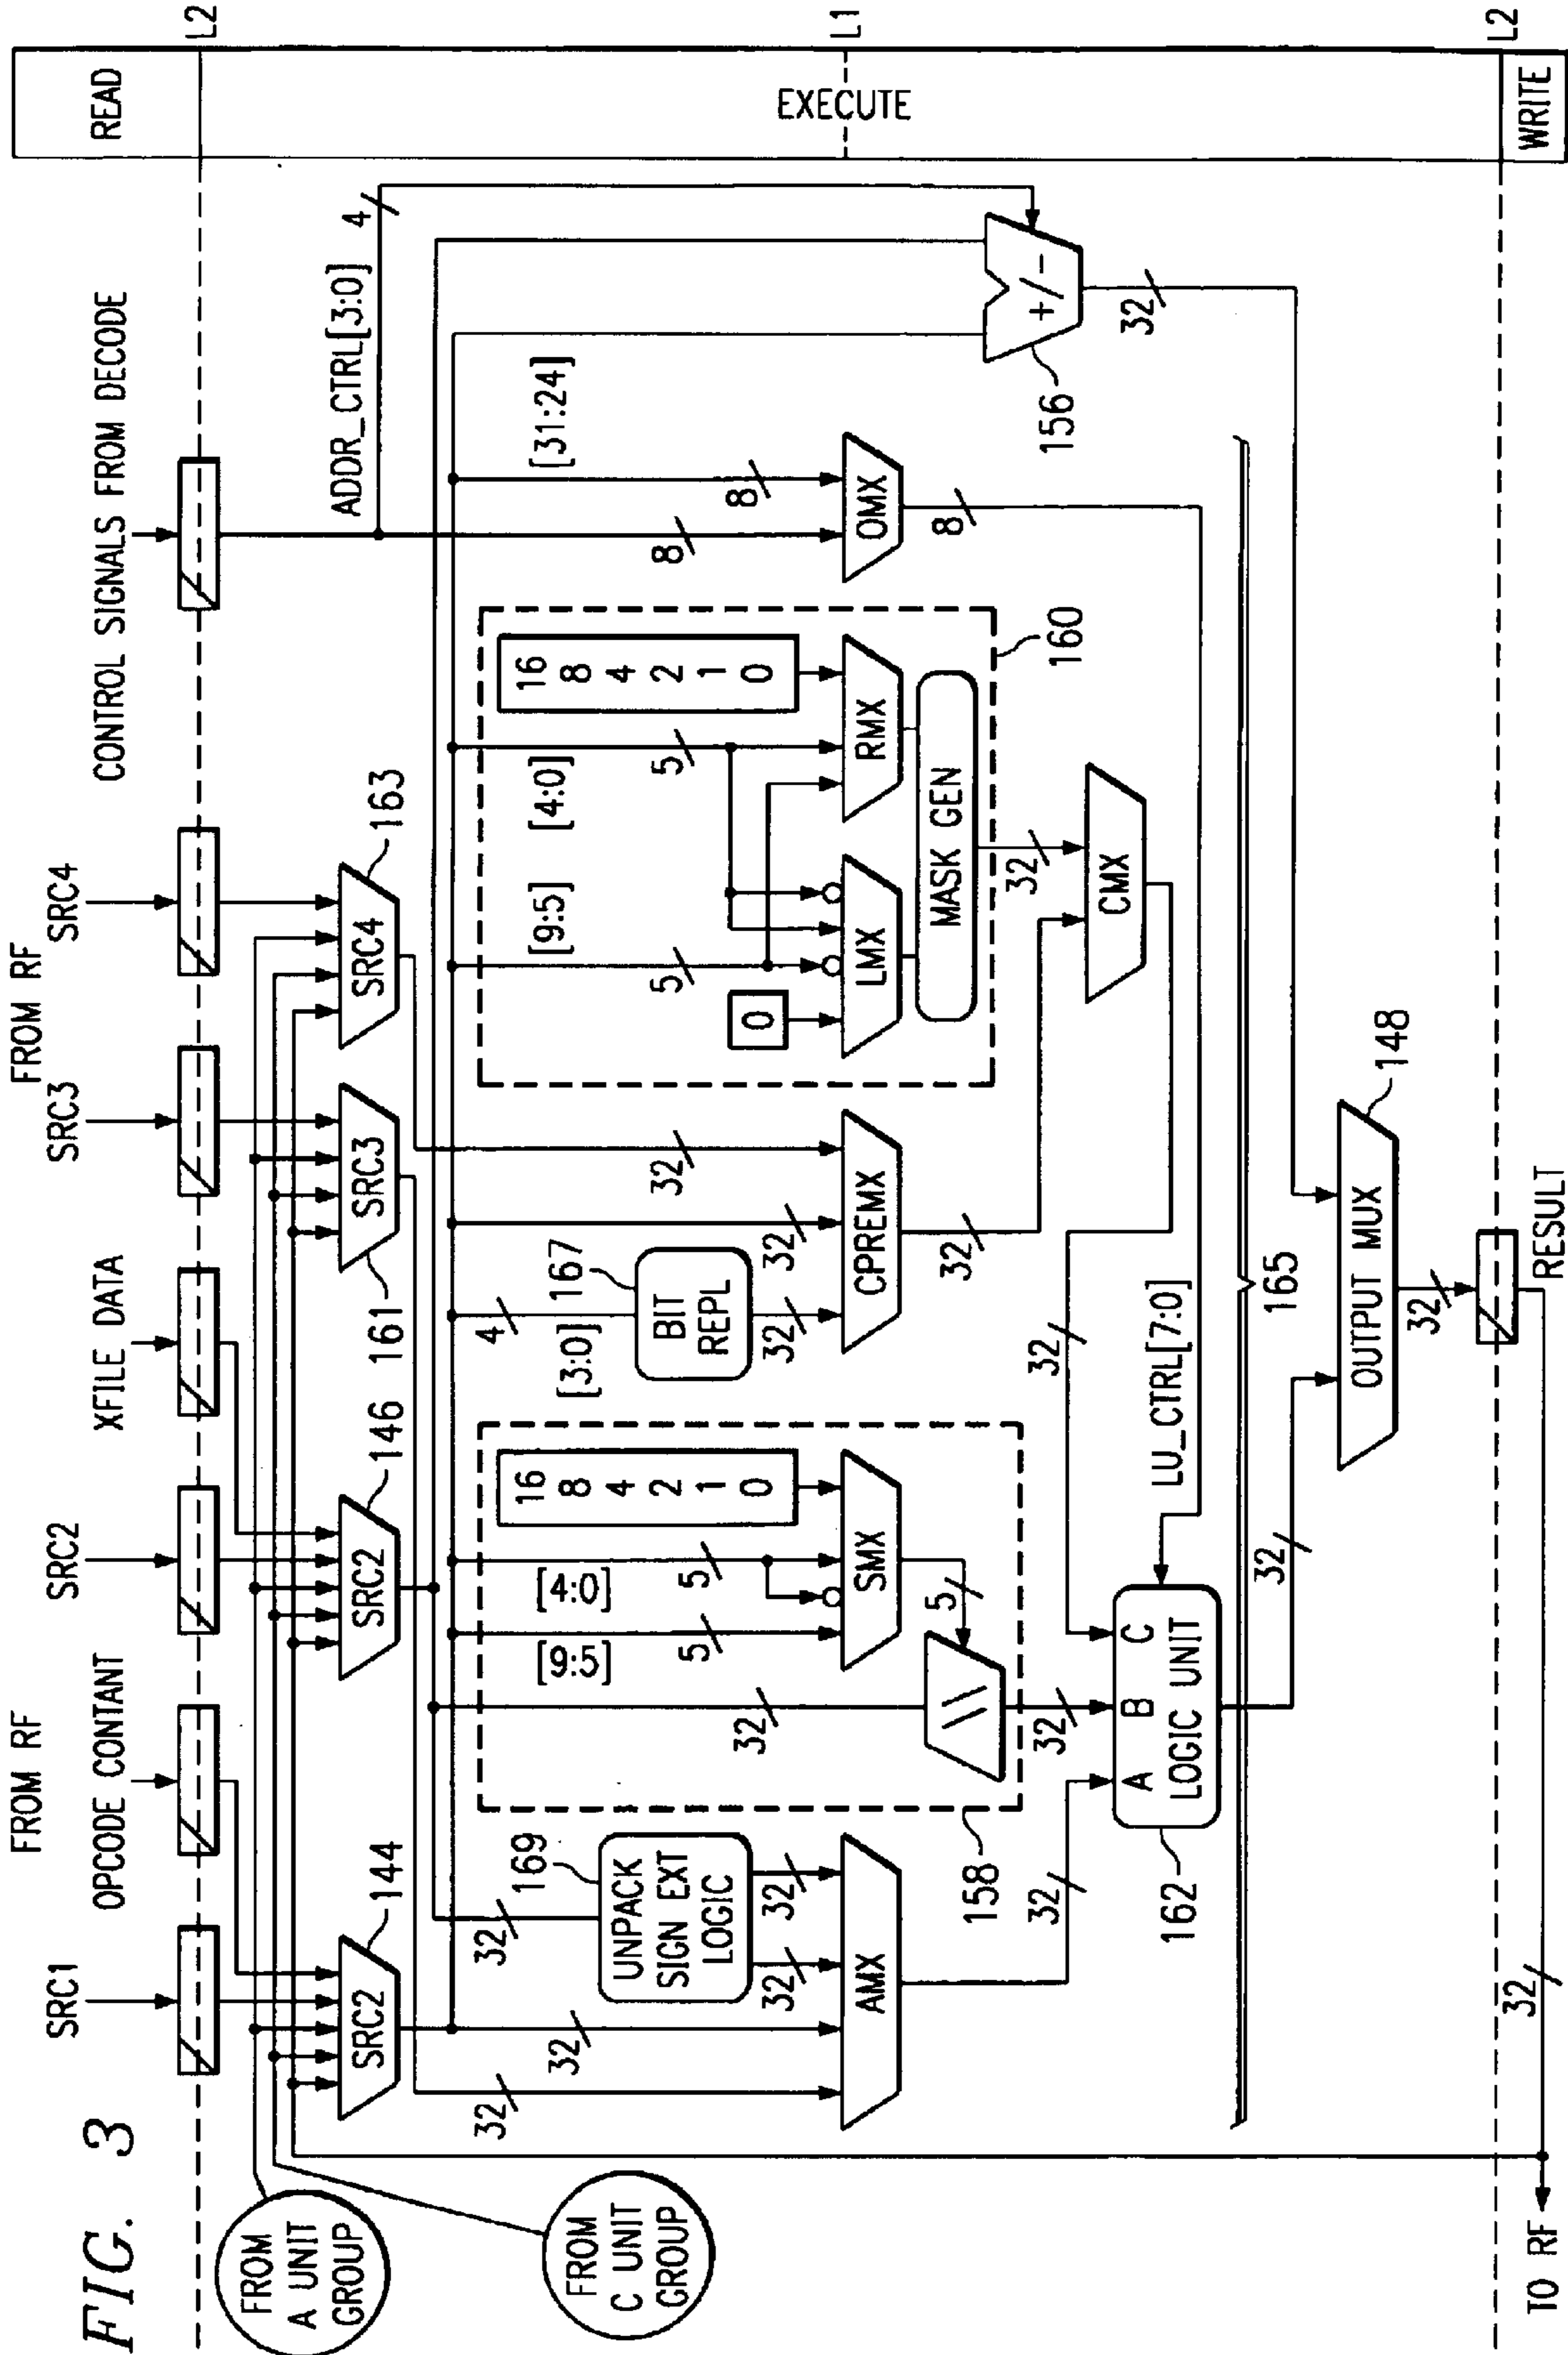 FIG. 3
FROM RF
SRC1
OPCODE CONTANT
SRC2
XFILE DATA
FROM RF
SRC3
SRC4
CONTROL SIGNALS FROM DECODE
READ
L2
FROM
A UNIT
GROUP
FROM
C UNIT
GROUP
SRC2
144
SRC2
146
SRC3
161
SRC4
163
ADDR_CTRL[3:0]
4
EXECUTE
L1
32
32
32
UNPACK
SIGN EXT
LOGIC
169
32
32
AMX
32
[9:5]
[4:0]
5
5
16
8
4
2
1
0
SMX
5
32
//
32
158
4
[3:0]
BIT
REPL
167
32
32
32
CPREMX
32
[9:5]
[4:0]
5
5
0
16
8
4
2
1
0
LMX
RMX
MASK GEN
160
32
CMX
32
[31:24]
8
8
OMX
8
+/-
156
32
A
B
C
LOGIC UNIT
162
LU_CTRL[7:0]
32
165
OUTPUT MUX
148
32
RESULT
L2
WRITE
32
TO RF